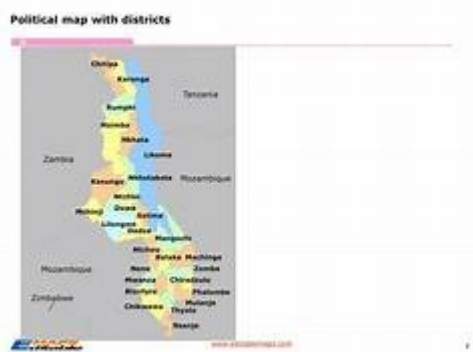 Political map with districts
Chitipa
Karonga
Tanzania
Rumphi
Mzimba
Nkhata
Likoma
Zambia
Kasungu
Nkhotakota
Mozambique
Ntchisi
Mchinji
Dowa
Salima
Lilongwe
Dedza
Mangochi
Ntcheu
Balaka Machinga
Mozambique
Neno
Zomba
Mwanza
Chiradzulu
Blantyre
Phalombe
Zimbabwe
Chikwawa
Mulanje
Thyolo
Nsanje